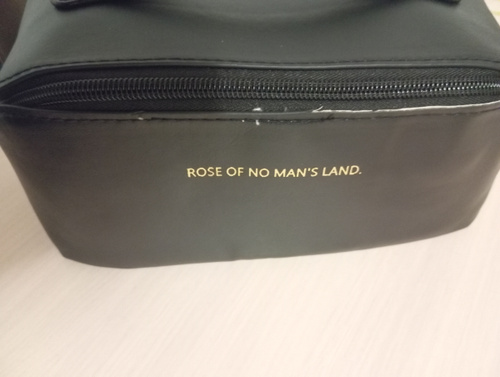 ROSE OF NO MAN'S LAND.